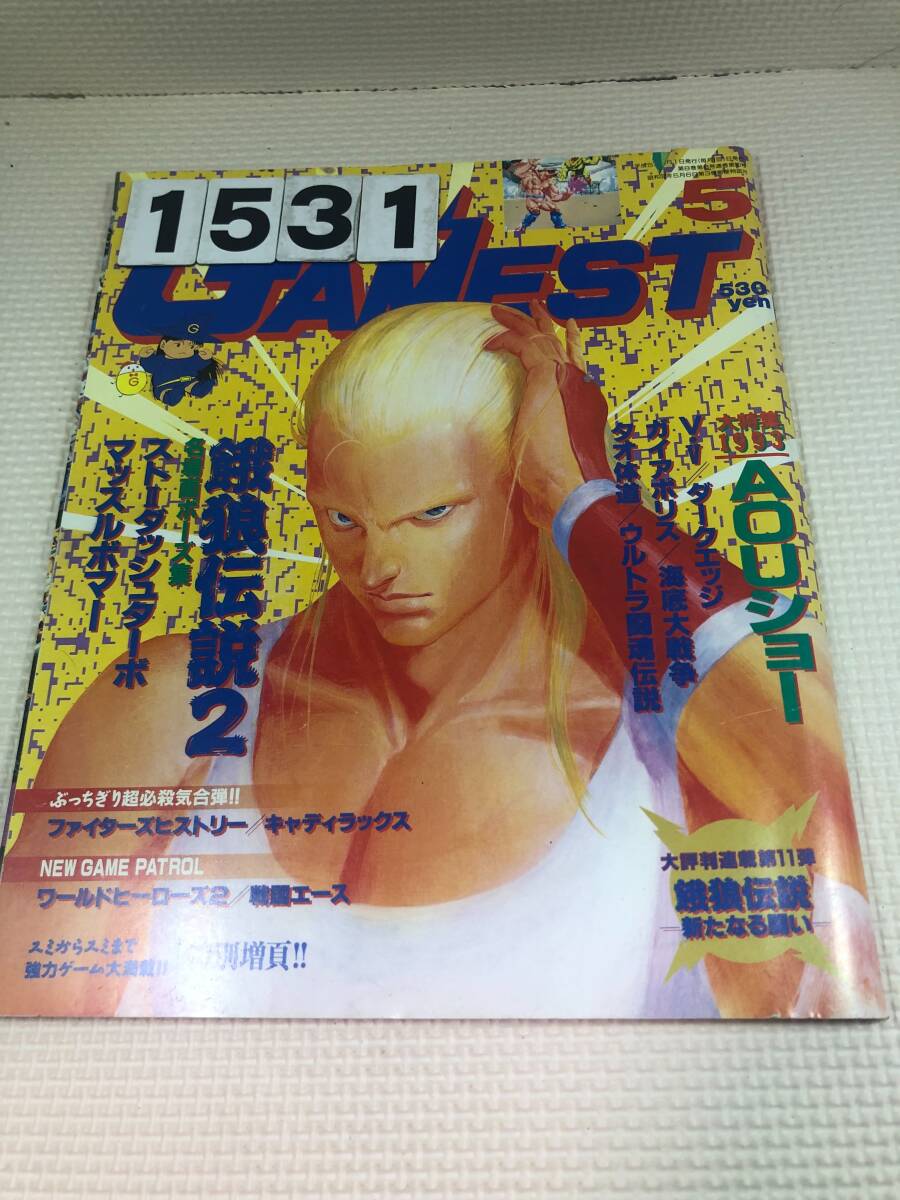 1531
5
GAMEST
530
yen
G
G
大特集
1993
AOUショー
V・V/ダークエッジ
ガイアポリス/海底大戦争
タオ体道/ウルトラ闘魂伝説
餓狼伝説2
名場面ポーズ集
ストIIダッシュターボ
マッスルボマー
ぶっちぎり超必殺気合弾!!
ファイターズヒストリー/キャディラックス
NEW GAME PATROL
ワールドヒーローズ2/戦国エース
スミからスミまで
強力ゲーム大満載!!
別増頁!!
大評判連載第11弾
餓狼伝説
新たなる闘い